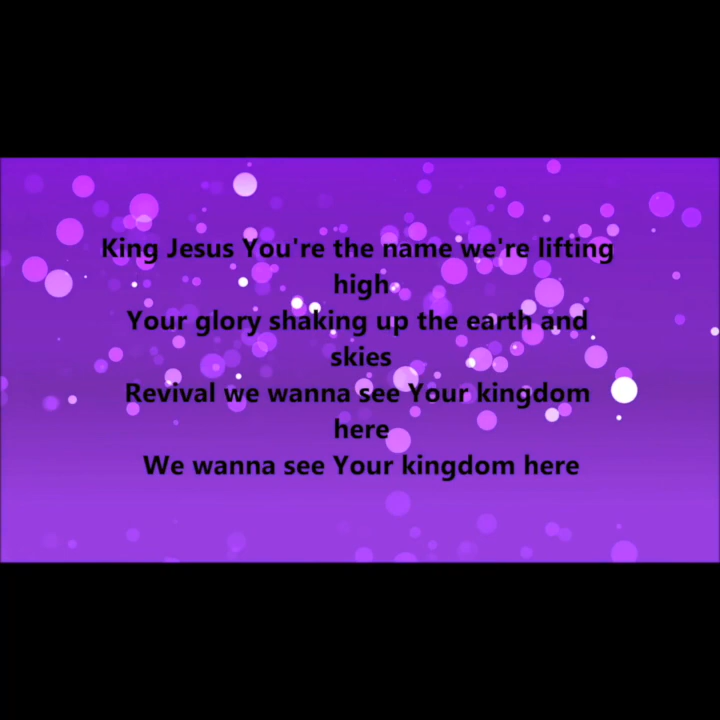 King Jesus You're the name we're lifting
high
Your glory shaking up the earth and
skies
Revival we wanna see Your kingdom
here
We wanna see Your kingdom here